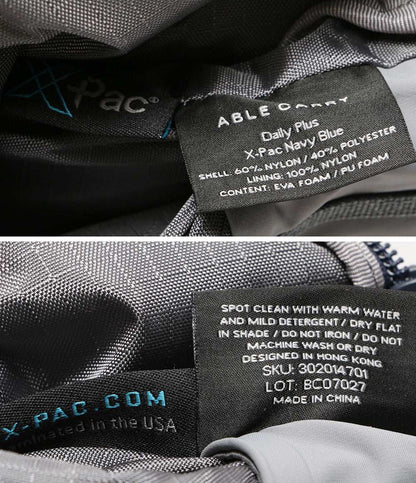 X-Pac®
ABLE CARRY
Daily Plus
X-Pac Navy Blue
SHELL: 60% NYLON / 40% POLYESTER
LINING: 100% NYLON
CONTENT: EVA FOAM / PU FOAM
X-PAC.COM
in the USA
SPOT CLEAN WITH WARM WATER
AND MILD DETERGENT / DRY FLAT
IN SHADE / DO NOT IRON / DO NOT
MACHINE WASH OR DRY
DESIGNED IN HONG KONG
SKU: 302014701
LOT: BC07027
MADE IN CHINA